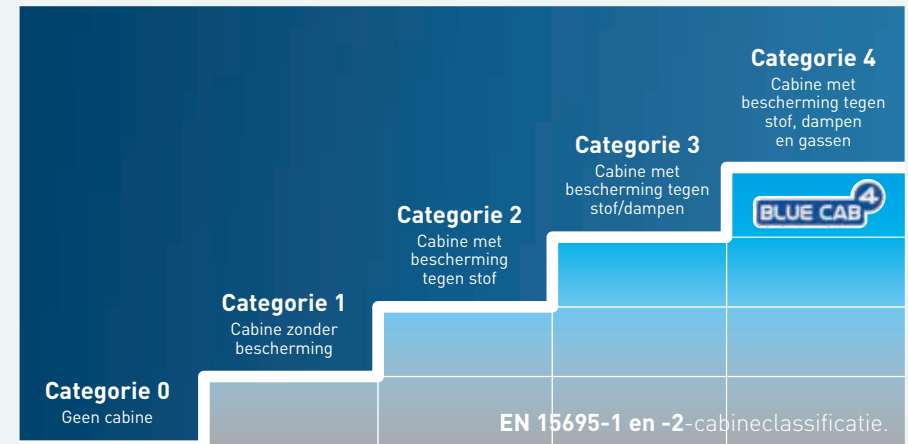 Categorie 0
Geen cabine
Categorie 1
Cabine zonder
bescherming
Categorie 2
Cabine met
bescherming
tegen stof
Categorie 3
Cabine met
bescherming tegen
stof/dampen
Categorie 4
Cabine met
bescherming tegen
stof, dampen
en gassen
BLUE CAB 4
EN 15695-1 en -2-cabineclassificatie.